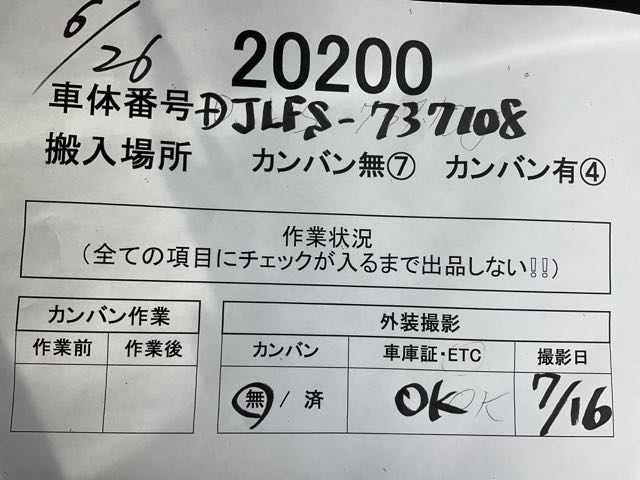 6/26
20200
車体番号 DJLFS-737108
搬入場所 カンバン無⑦ カンバン有④
作業状況
(全ての項目にチェックが入るまで出品しない!!)
カンバン作業 外装撮影
作業前 作業後 カンバン 車庫証・ETC 撮影日
無 / 済 OK OK 7/16